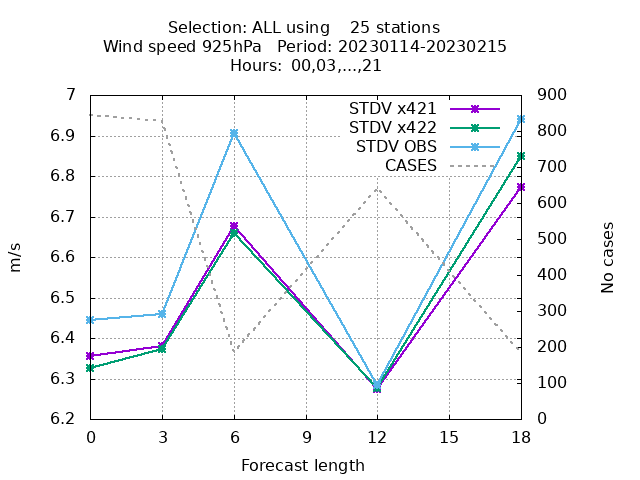 Selection: ALL using    25 stations
Wind speed 925hPa   Period: 20230114-20230215
Hours:  00,03,...,21
7
6.9
6.8
6.7
6.6
6.5
6.4
6.3
6.2
m/s
STDV x421
STDV x422
STDV OBS
CASES
900
800
700
600
500
400
300
200
100
0
No cases
0 3 6 9 12 15 18
Forecast length